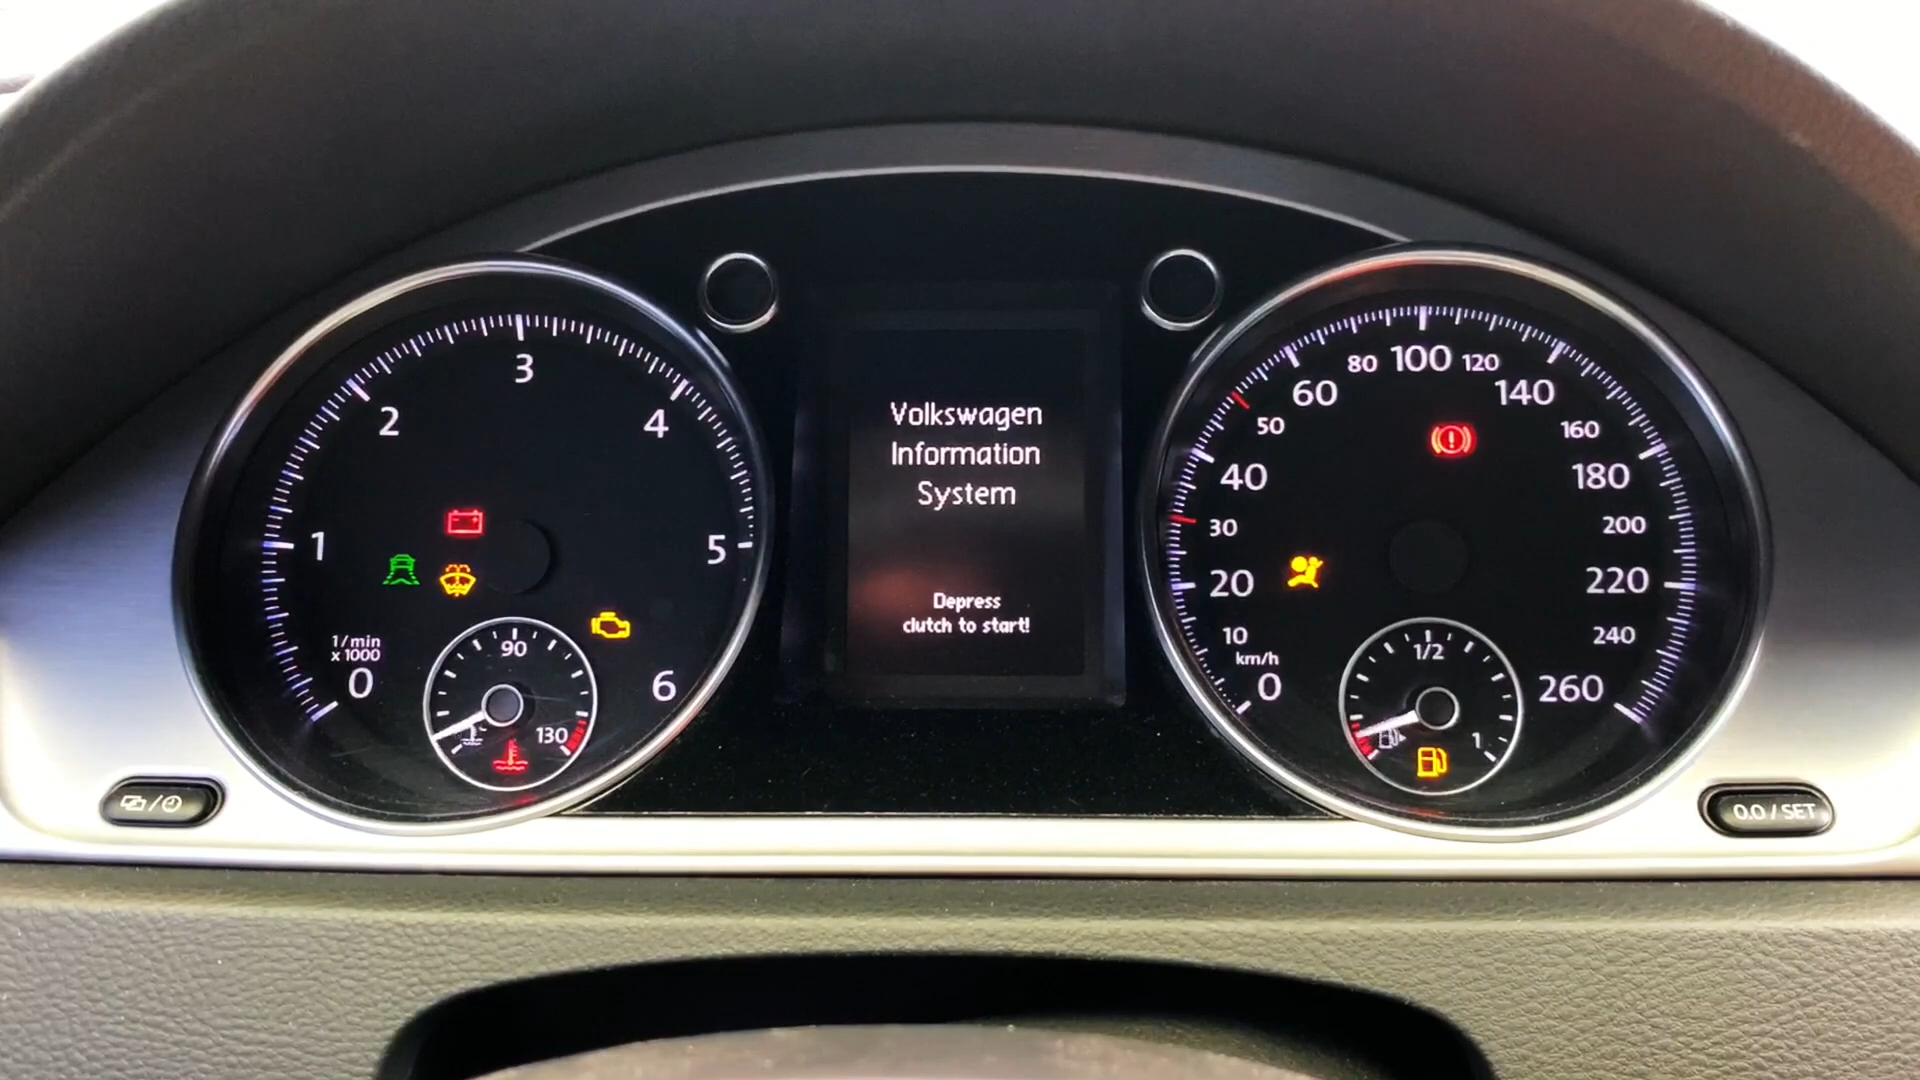 3
2
4
1
5
1/min
x 1000
0
6
90
130
Volkswagen
Information
System
Depress
clutch to start!
80 100 120
60 140
50 160
40 180
30 200
20 220
10 240
km/h
0 260
1/2
1
0.0 / SET